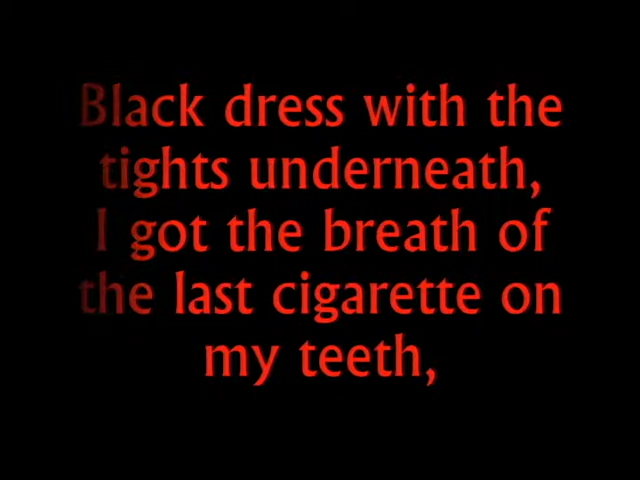 Black dress with the
tights underneath,
I got the breath of
the last cigarette on
my teeth,